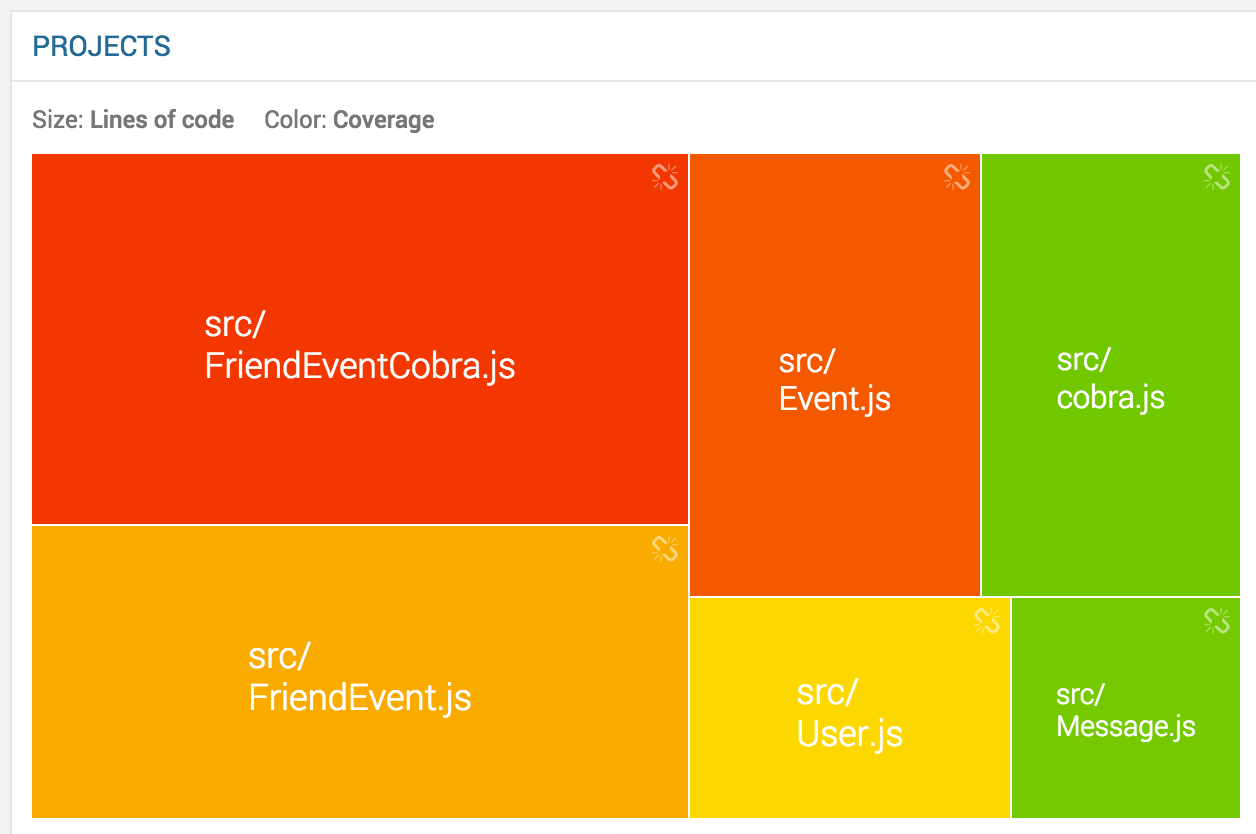 PROJECTS
Size: Lines of code Color: Coverage
src/
FriendEventCobra.js
src/
Event.js
src/
cobra.js
src/
FriendEvent.js
src/
User.js
src/
Message.js